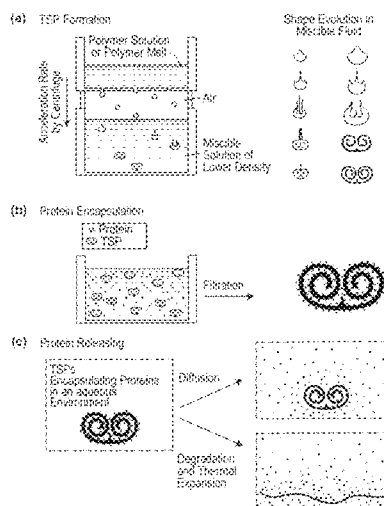 (a) TSP Formation
Shape Evolution in
Miscible Fluid
Polymer Solution
or Polymer Melt
Acceleration Rate
by Centrifuge
Air
Miscible
Solution of
Lower Density
(b) Protein Encapsulation
Protein
TSP
Filtration
(c) Protein Releasing
TSPs
Encapsulating Proteins
in an aqueous
Environment
Diffusion
Degradation
and Thermal
Expansion